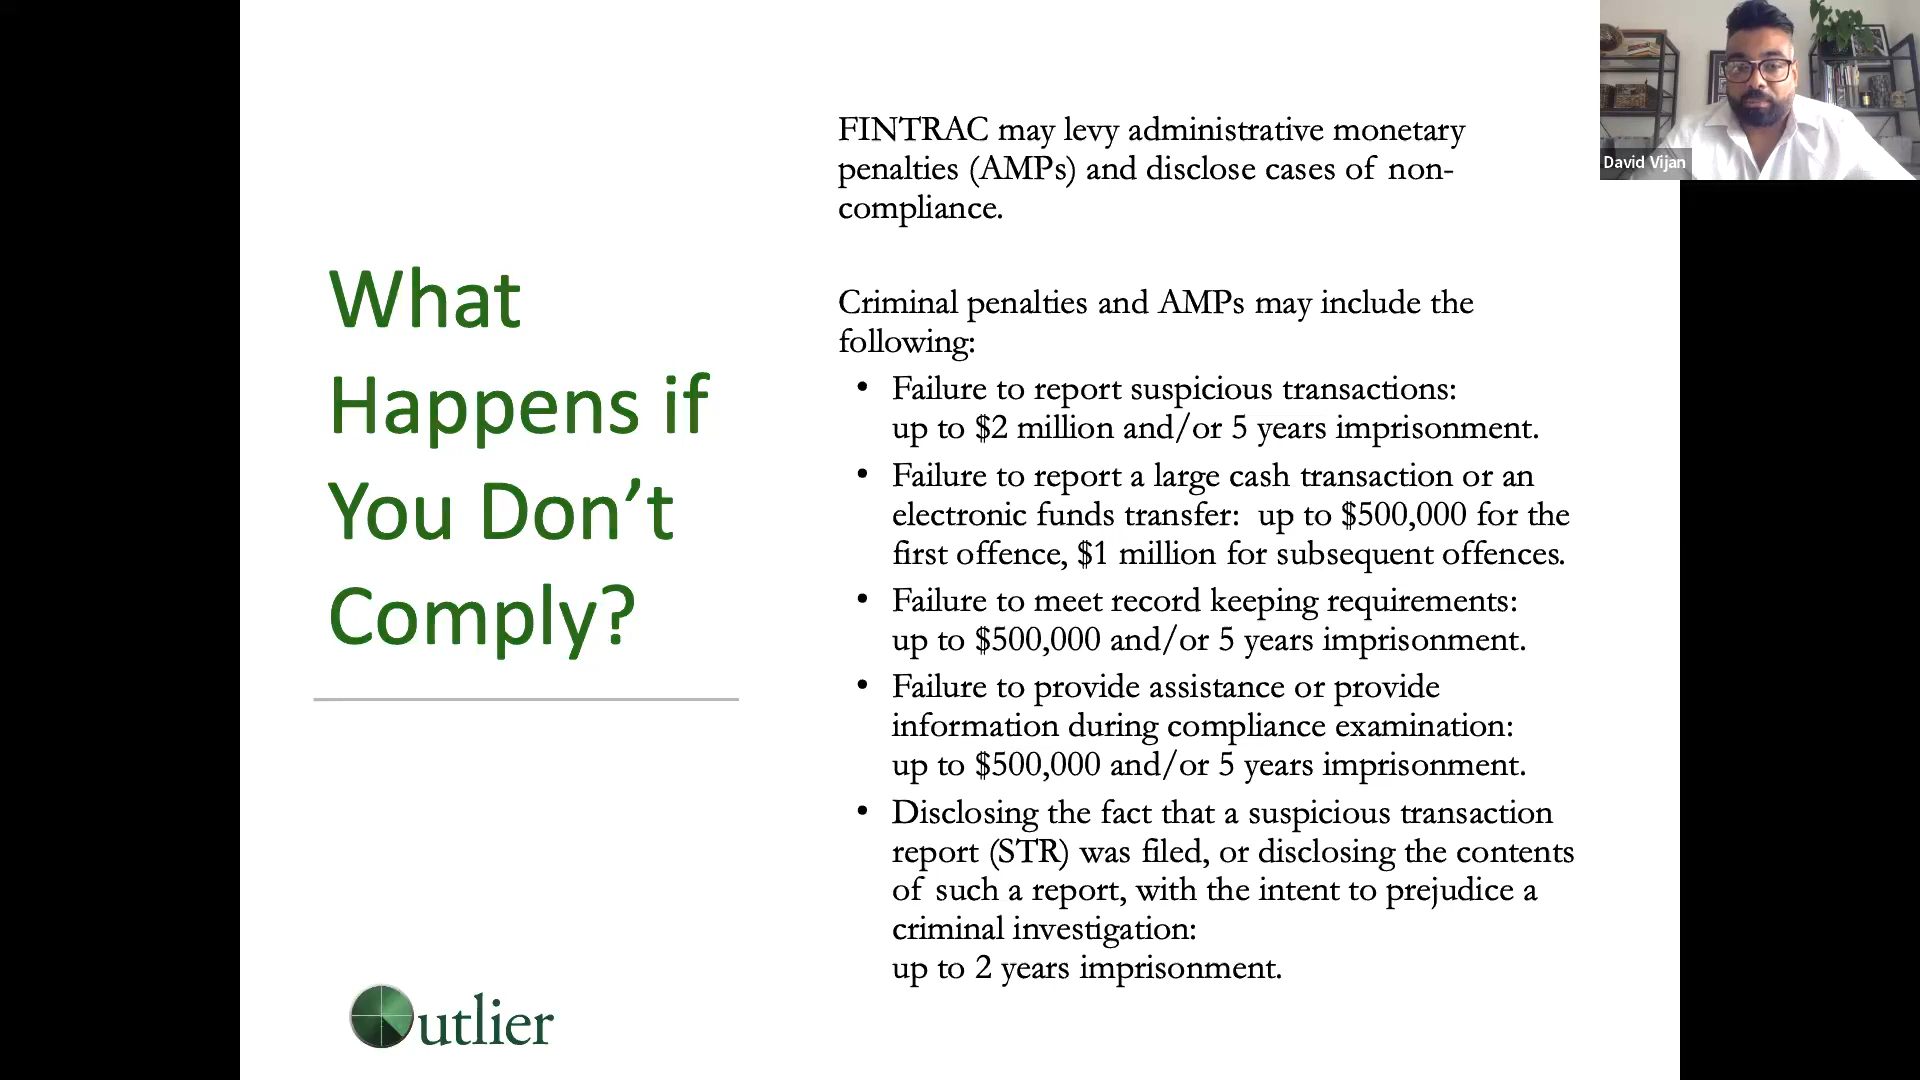 What
Happens if
You Don’t
Comply?
FINTRAC may levy administrative monetary
penalties (AMPs) and disclose cases of non-
compliance.
Criminal penalties and AMPs may include the
following:
• Failure to report suspicious transactions:
up to $2 million and/or 5 years imprisonment.
• Failure to report a large cash transaction or an
electronic funds transfer: up to $500,000 for the
first offence, $1 million for subsequent offences.
• Failure to meet record keeping requirements:
up to $500,000 and/or 5 years imprisonment.
• Failure to provide assistance or provide
information during compliance examination:
up to $500,000 and/or 5 years imprisonment.
• Disclosing the fact that a suspicious transaction
report (STR) was filed, or disclosing the contents
of such a report, with the intent to prejudice a
criminal investigation:
up to 2 years imprisonment.
Outlier
David Vijan